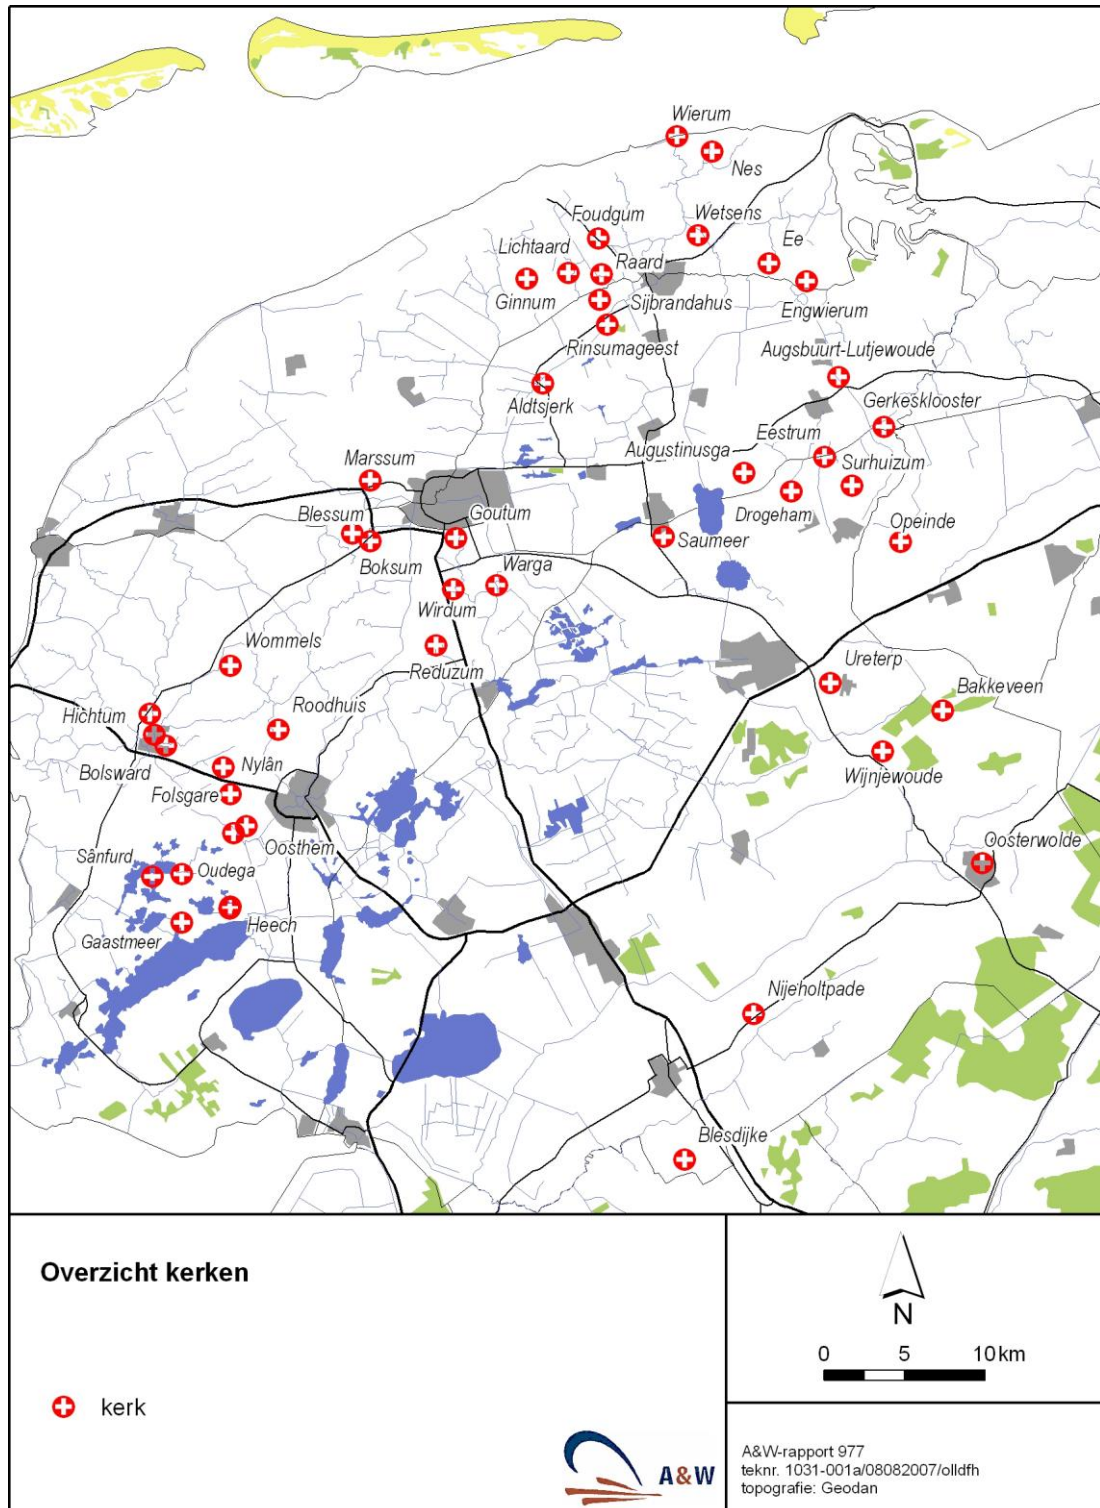 Wierum
Nes
Foudgum
Wetsens
Lichtaard
Ee
Raard
Ginnum
Sijbrandahus
Engwierum
Rinsumageest
Augsbuurt-Lutjewoude
Aldtsjerk
Gerkesklooster
Eestrum
Augustinusga
Marssum
Surhuizum
Drogeham
Blessum
Goutum
Opeinde
Saumeer
Boksum
Warga
Wirdum
Wommels
Reduzum
Ureterp
Roodhuis
Bakkeveen
Hichtum
Wijnjewoude
Nylân
Bolsward
Folsgare
Oosthem
Oosterwolde
Sânfurd
Oudega
Heech
Gaastmeer
Nijeholtpade
Blesdijke
Overzicht kerken
kerk
A&W
N
0 5 10 km
A&W-rapport 977
teknr. 1031-001a/08082007/olldfh
topografie: Geodan